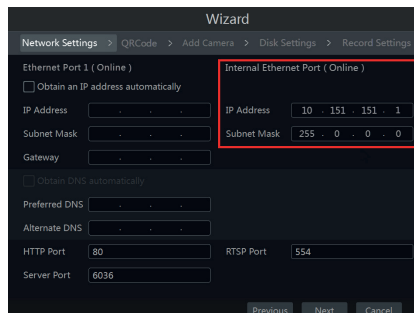 Wizard
Network Settings > QRCode > Add Camera > Disk Settings > Record Settings
Ethernet Port 1 ( Online )
Internal Ethernet Port ( Online )
Obtain an IP address automatically
IP Address . . .
IP Address 10 . 151 . 151 . 1
Subnet Mask . . .
Subnet Mask 255 . 0 . 0 . 0
Gateway . . .
Obtain DNS automatically
Preferred DNS . . .
Alternate DNS . . .
HTTP Port 80
RTSP Port 554
Server Port 6036
Previous Next Cancel